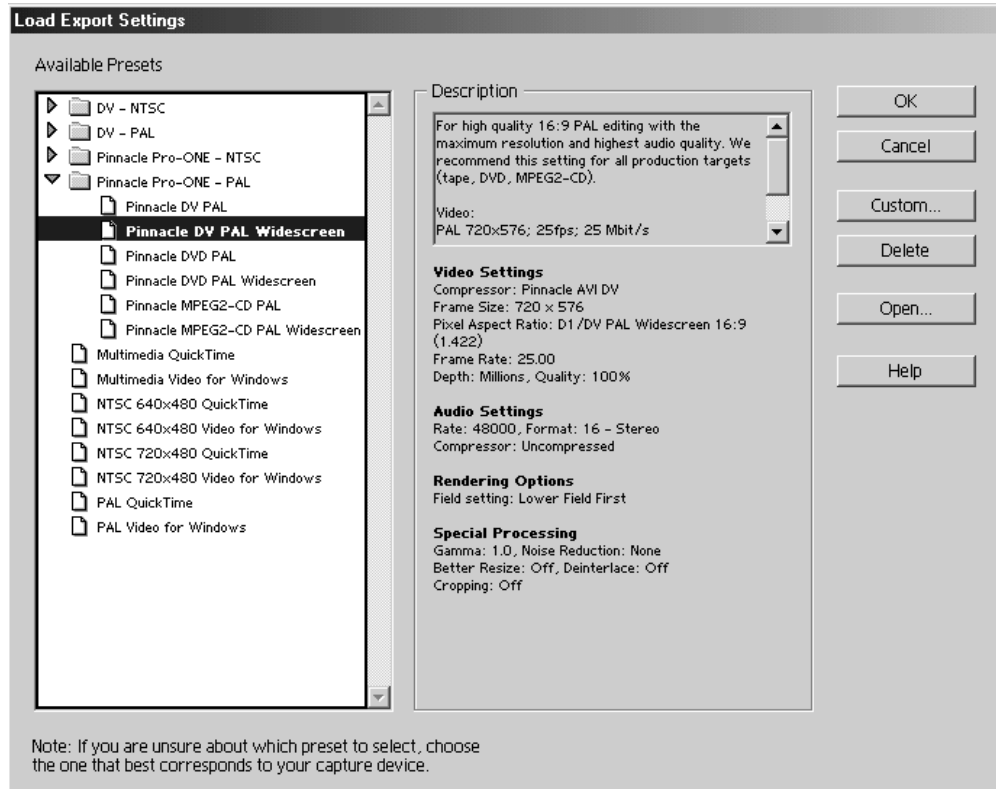 Load Export Settings
Available Presets
DV - NTSC
DV - PAL
Pinnacle Pro-ONE - NTSC
Pinnacle Pro-ONE - PAL
Pinnacle DV PAL
Pinnacle DV PAL Widescreen
Pinnacle DVD PAL
Pinnacle DVD PAL Widescreen
Pinnacle MPEG2-CD PAL
Pinnacle MPEG2-CD PAL Widescreen
Multimedia QuickTime
Multimedia Video for Windows
NTSC 640x480 QuickTime
NTSC 640x480 Video for Windows
NTSC 720x480 QuickTime
NTSC 720x480 Video for Windows
PAL QuickTime
PAL Video for Windows
Description
For high quality 16:9 PAL editing with the
maximum resolution and highest audio quality. We
recommend this setting for all production targets
(tape, DVD, MPEG2-CD).
Video:
PAL 720x576; 25fps; 25 Mbit/s
Video Settings
Compressor: Pinnacle AVI DV
Frame Size: 720 x 576
Pixel Aspect Ratio: D1/DV PAL Widescreen 16:9
(1.422)
Frame Rate: 25.00
Depth: Millions, Quality: 100%
Audio Settings
Rate: 48000, Format: 16 - Stereo
Compressor: Uncompressed
Rendering Options
Field setting: Lower Field First
Special Processing
Gamma: 1.0, Noise Reduction: None
Better Resize: Off, Deinterlace: Off
Cropping: Off
OK
Cancel
Custom...
Delete
Open...
Help
Note: If you are unsure about which preset to select, choose
the one that best corresponds to your capture device.